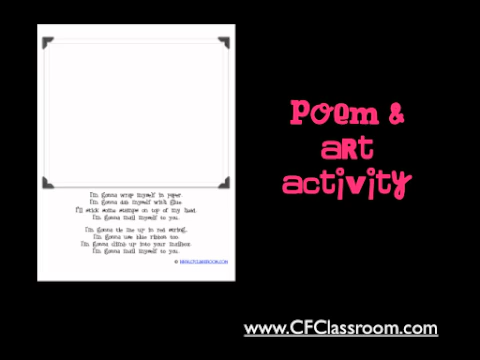 I'm gonna wrap myself in paper.
I'm gonna dab myself with glue.
I'll stick some stamps on top of my head.
I'm gonna mail myself to you.
I'm gonna tie me up in red string.
I'm gonna use blue ribbon too.
I'm gonna climb up into your mailbox.
I'm gonna mail myself to you.
Poem &
art
activity
www.CFClassroom.com